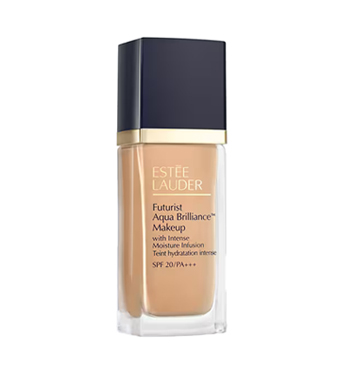 ESTĒE
LAUDER
Futurist
Aqua Brilliance™
Makeup
with Intense
Moisture Infusion
Teint hydratation intense
SPF 20/PA+++